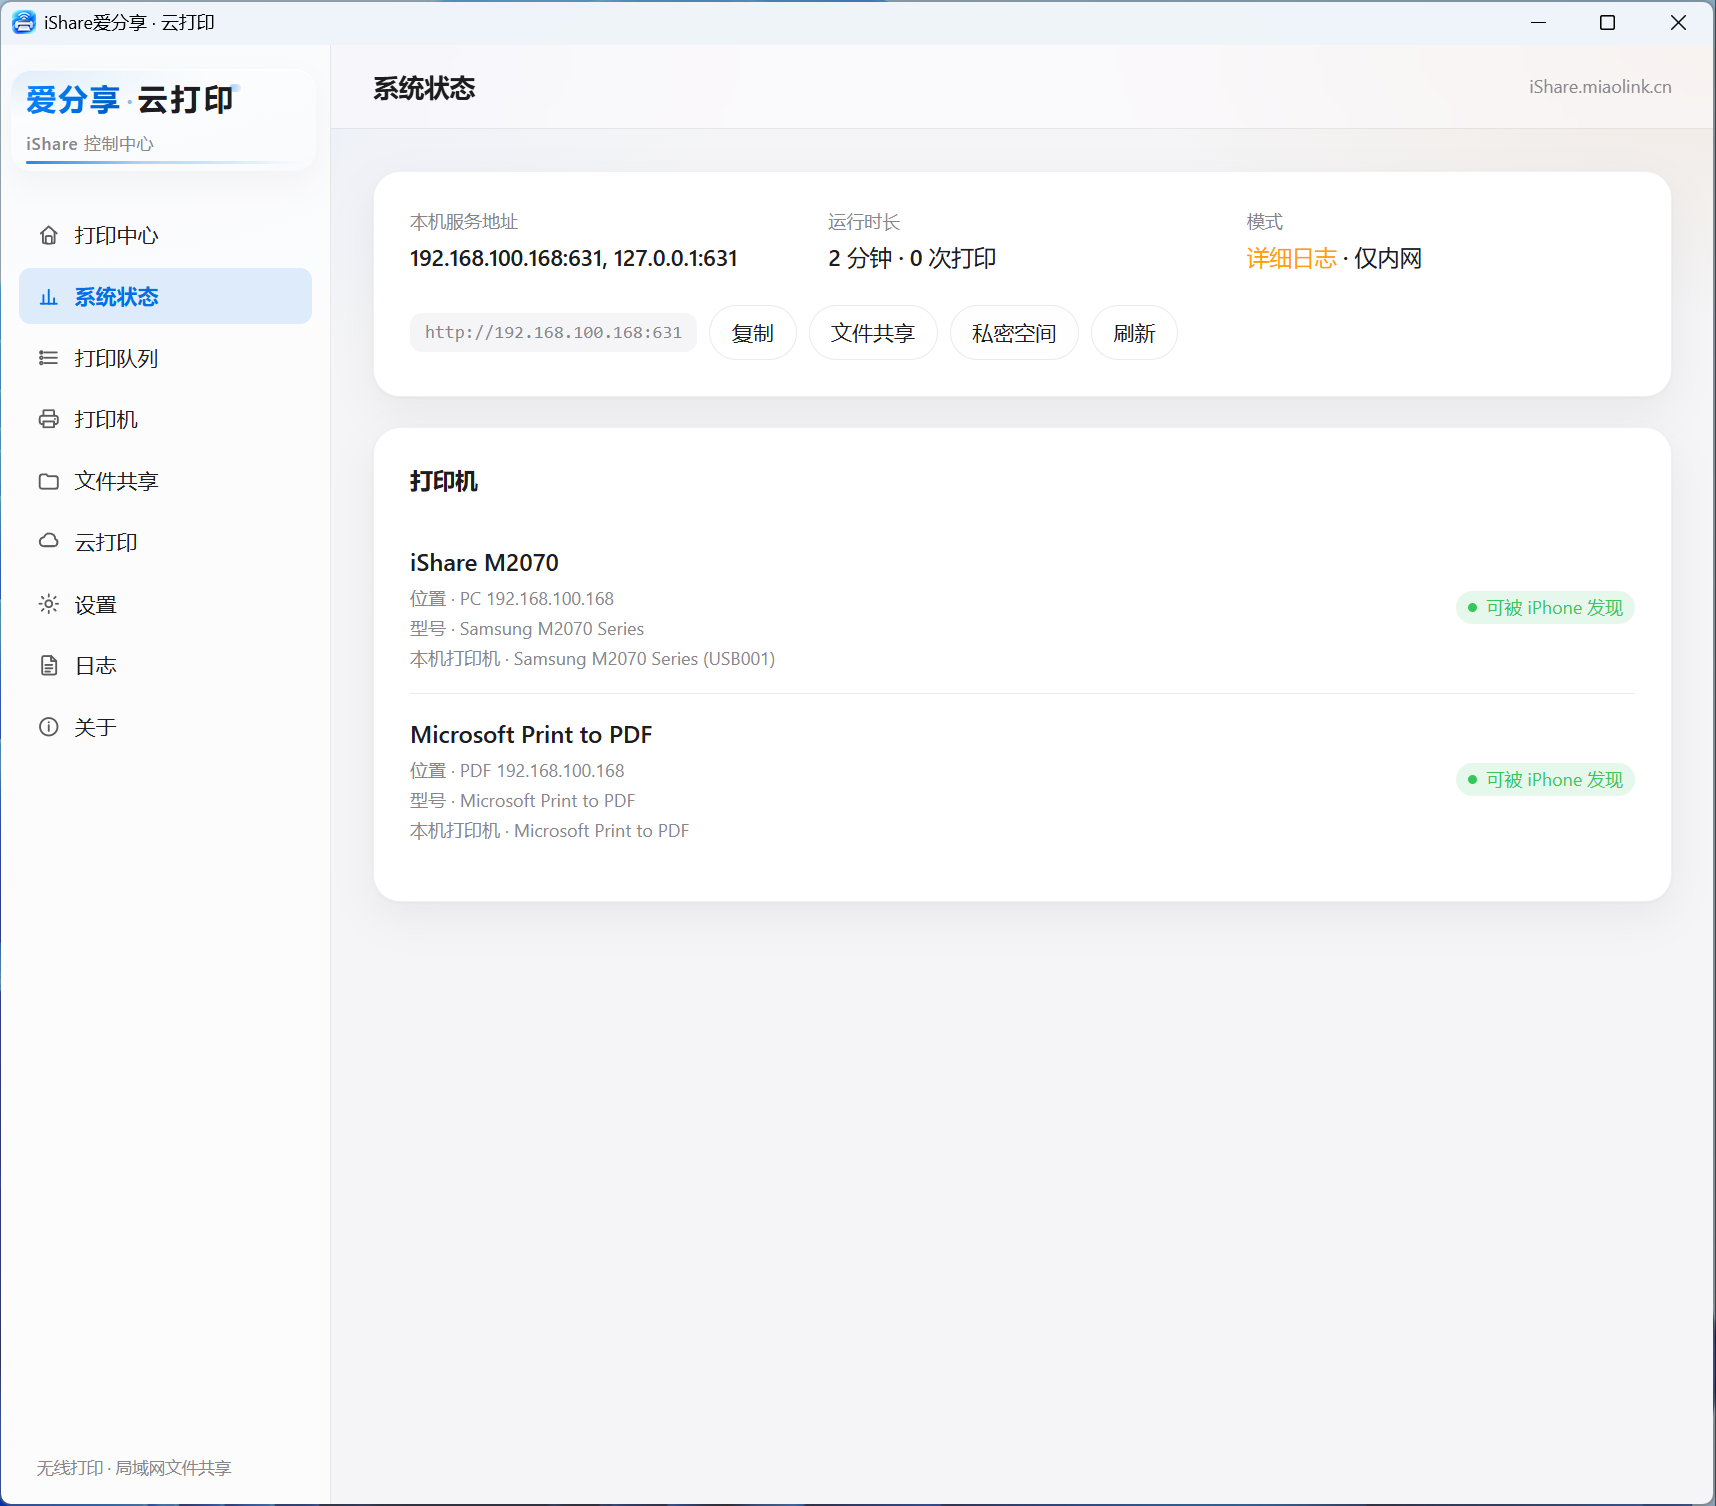 iShare爱分享 · 云打印
爱分享 · 云打印
iShare 控制中心
打印中心
系统状态
打印队列
打印机
文件共享
云打印
设置
日志
关于
无线打印 · 局域网文件共享
系统状态
iShare.miaolink.cn
本机服务地址
192.168.100.168:631, 127.0.0.1:631
运行时长
2 分钟 · 0 次打印
模式
详细日志 · 仅内网
http://192.168.100.168:631
复制
文件共享
私密空间
刷新
打印机
iShare M2070
位置 · PC 192.168.100.168
型号 · Samsung M2070 Series
本机打印机 · Samsung M2070 Series (USB001)
可被 iPhone 发现
Microsoft Print to PDF
位置 · PDF 192.168.100.168
型号 · Microsoft Print to PDF
本机打印机 · Microsoft Print to PDF
可被 iPhone 发现